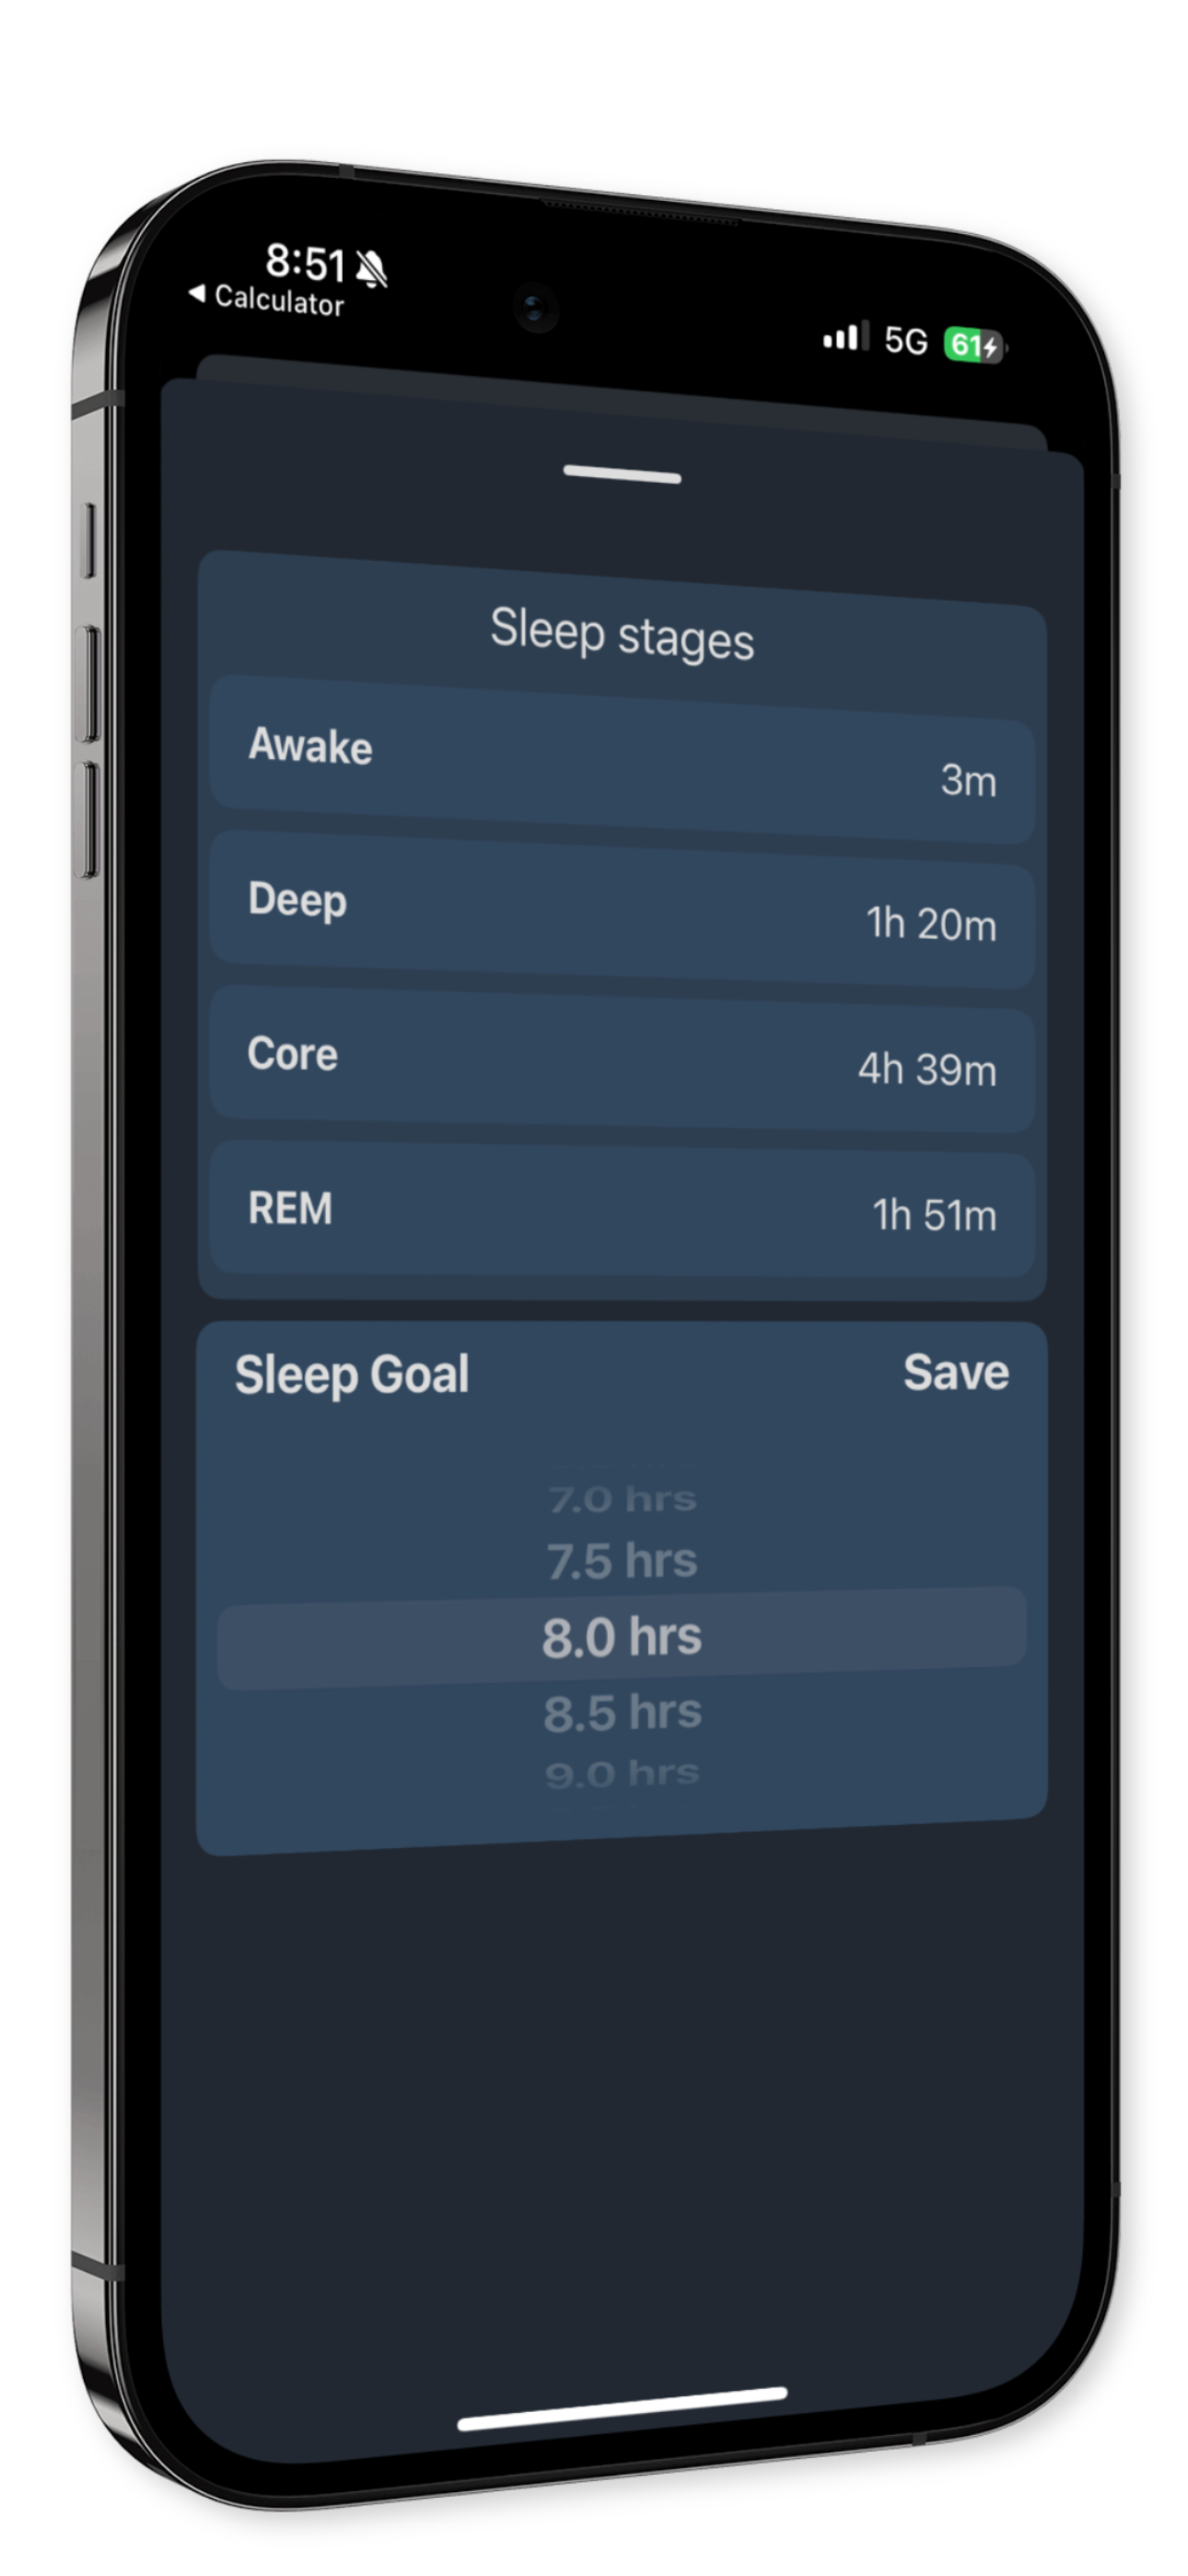 8:51
◀ Calculator
5G 61
Sleep stages
Awake 3m
Deep 1h 20m
Core 4h 39m
REM 1h 51m
Sleep Goal Save
7.0 hrs
7.5 hrs
8.0 hrs
8.5 hrs
9.0 hrs